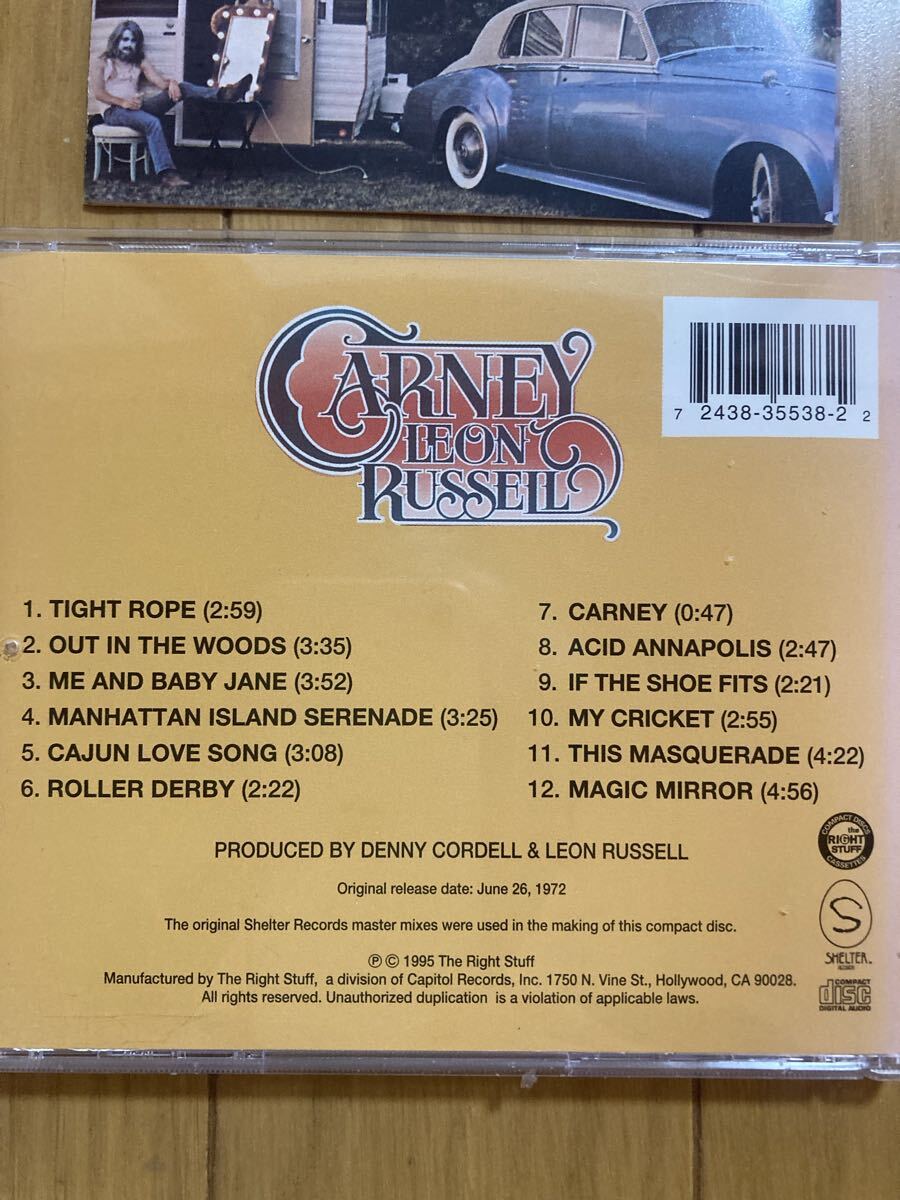 CARNEY
LEON
RUSSELL
7 2438-35538-2 2
1. TIGHT ROPE (2:59)
2. OUT IN THE WOODS (3:35)
3. ME AND BABY JANE (3:52)
4. MANHATTAN ISLAND SERENADE (3:25)
5. CAJUN LOVE SONG (3:08)
6. ROLLER DERBY (2:22)
7. CARNEY (0:47)
8. ACID ANNAPOLIS (2:47)
9. IF THE SHOE FITS (2:21)
10. MY CRICKET (2:55)
11. THIS MASQUERADE (4:22)
12. MAGIC MIRROR (4:56)
PRODUCED BY DENNY CORDELL & LEON RUSSELL
Original release date: June 26, 1972
The original Shelter Records master mixes were used in the making of this compact disc.
℗ © 1995 The Right Stuff
Manufactured by The Right Stuff, a division of Capitol Records, Inc. 1750 N. Vine St., Hollywood, CA 90028.
All rights reserved. Unauthorized duplication is a violation of applicable laws.
COMPACT DISCS
the
RIGHT
STUFF
CASSETTES
S
SHELTER
RECORDS
COMPACT
disc
DIGITAL AUDIO